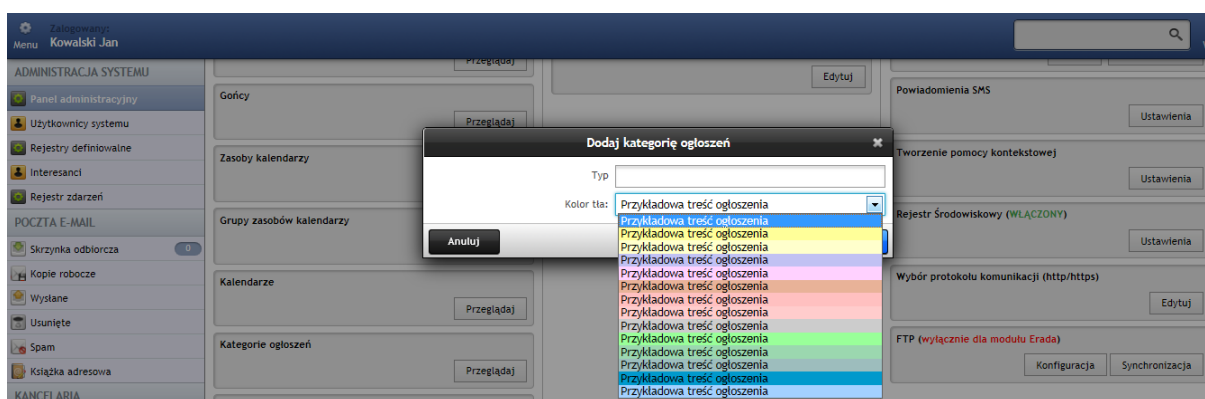 Menu
Zalogowany:
Kowalski Jan
ADMINISTRACJA SYSTEMU
Panel administracyjny
Użytkownicy systemu
Rejestry definiowalne
Interesanci
Rejestr zdarzeń
POCZTA E-MAIL
Skrzynka odbiorcza 0
Kopie robocze
Wysłane
Usunięte
Spam
Książka adresowa
KANCELARIA
Przeglądaj
Gońcy
Przeglądaj
Zasoby kalendarzy
Grupy zasobów kalendarzy
Kalendarze
Przeglądaj
Kategorie ogłoszeń
Przeglądaj
Edytuj
Dodaj kategorię ogłoszeń
Typ
Kolor tła: Przykładowa treść ogłoszenia
Przykładowa treść ogłoszenia
Przykładowa treść ogłoszenia
Przykładowa treść ogłoszenia
Przykładowa treść ogłoszenia
Przykładowa treść ogłoszenia
Przykładowa treść ogłoszenia
Przykładowa treść ogłoszenia
Przykładowa treść ogłoszenia
Przykładowa treść ogłoszenia
Przykładowa treść ogłoszenia
Przykładowa treść ogłoszenia
Przykładowa treść ogłoszenia
Przykładowa treść ogłoszenia
Przykładowa treść ogłoszenia
Anuluj
Powiadomienia SMS
Ustawienia
Tworzenie pomocy kontekstowej
Ustawienia
Rejestr Środowiskowy (WŁĄCZONY)
Ustawienia
Wybór protokołu komunikacji (http/https)
Edytuj
FTP (wyłącznie dla modułu Erada)
Konfiguracja Synchronizacja